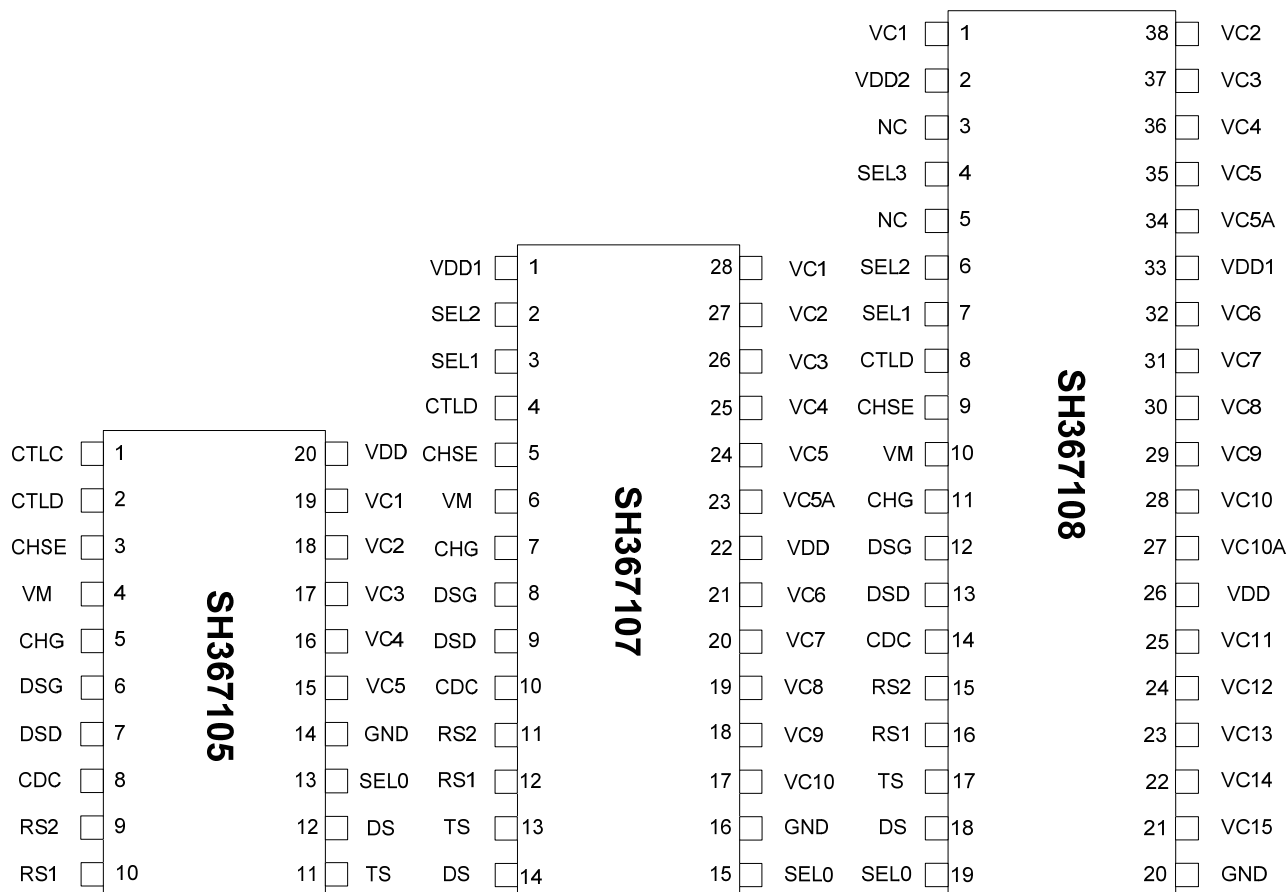 VC1 1 38 VC2
VDD2 2 37 VC3
NC 3 36 VC4
SEL3 4 35 VC5
NC 5 34 VC5A
VDD1 1 28 VC1 SEL2 6 33 VDD1
SEL2 2 27 VC2 SEL1 7 32 VC6
SEL1 3 26 VC3 CTLD 8 31 VC7
CTLD 4 25 VC4 CHSE 9 30 VC8
CTLC 1 20 VDD CHSE 5 24 VC5 VM 10 29 VC9
CTLD 2 19 VC1 VM 6 23 VC5A CHG 11 28 VC10
CHSE 3 18 VC2 CHG 7 22 VDD DSG 12 27 VC10A
VM 4 17 VC3 DSG 8 21 VC6 DSD 13 26 VDD
CHG 5 16 VC4 DSD 9 20 VC7 CDC 14 25 VC11
DSG 6 15 VC5 CDC 10 19 VC8 RS2 15 24 VC12
DSD 7 14 GND RS2 11 18 VC9 RS1 16 23 VC13
CDC 8 13 SEL0 RS1 12 17 VC10 TS 17 22 VC14
RS2 9 12 DS TS 13 16 GND DS 18 21 VC15
RS1 10 11 TS DS 14 15 SEL0 SEL0 19 20 GND
SH367105
SH367107
SH367108